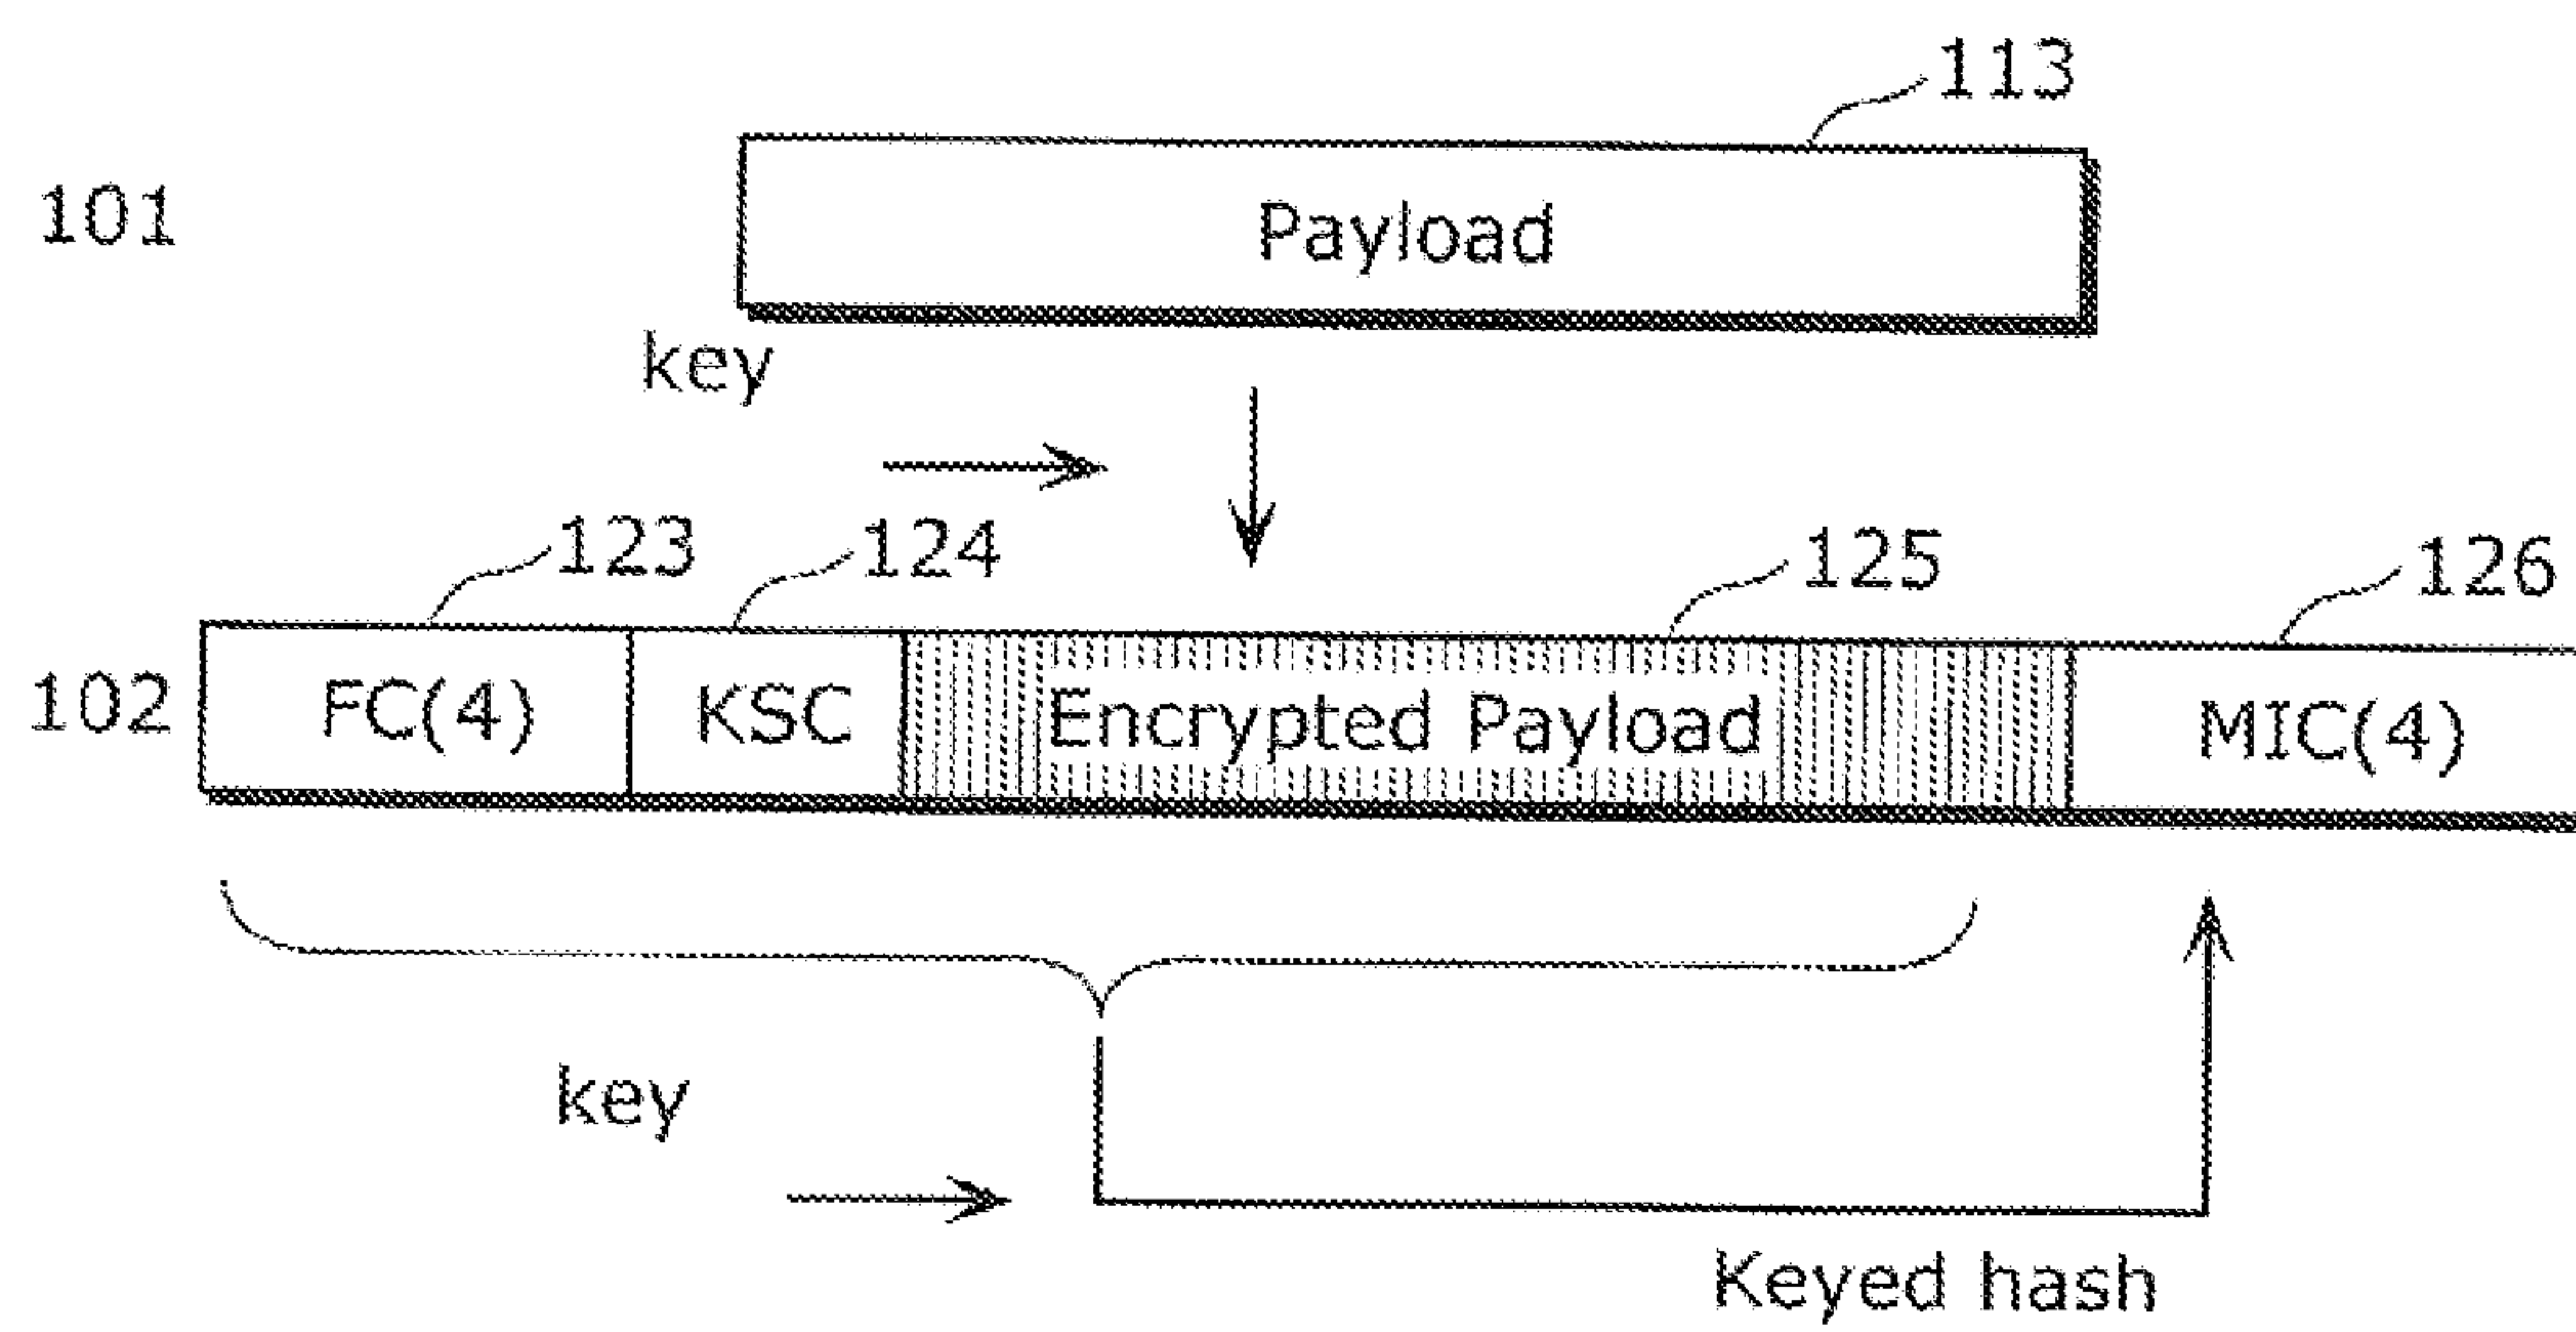 113
101
Payload
key
123
124
125
126
102
FC(4)
KSC
Encrypted Payload
MIC(4)
key
Keyed hash